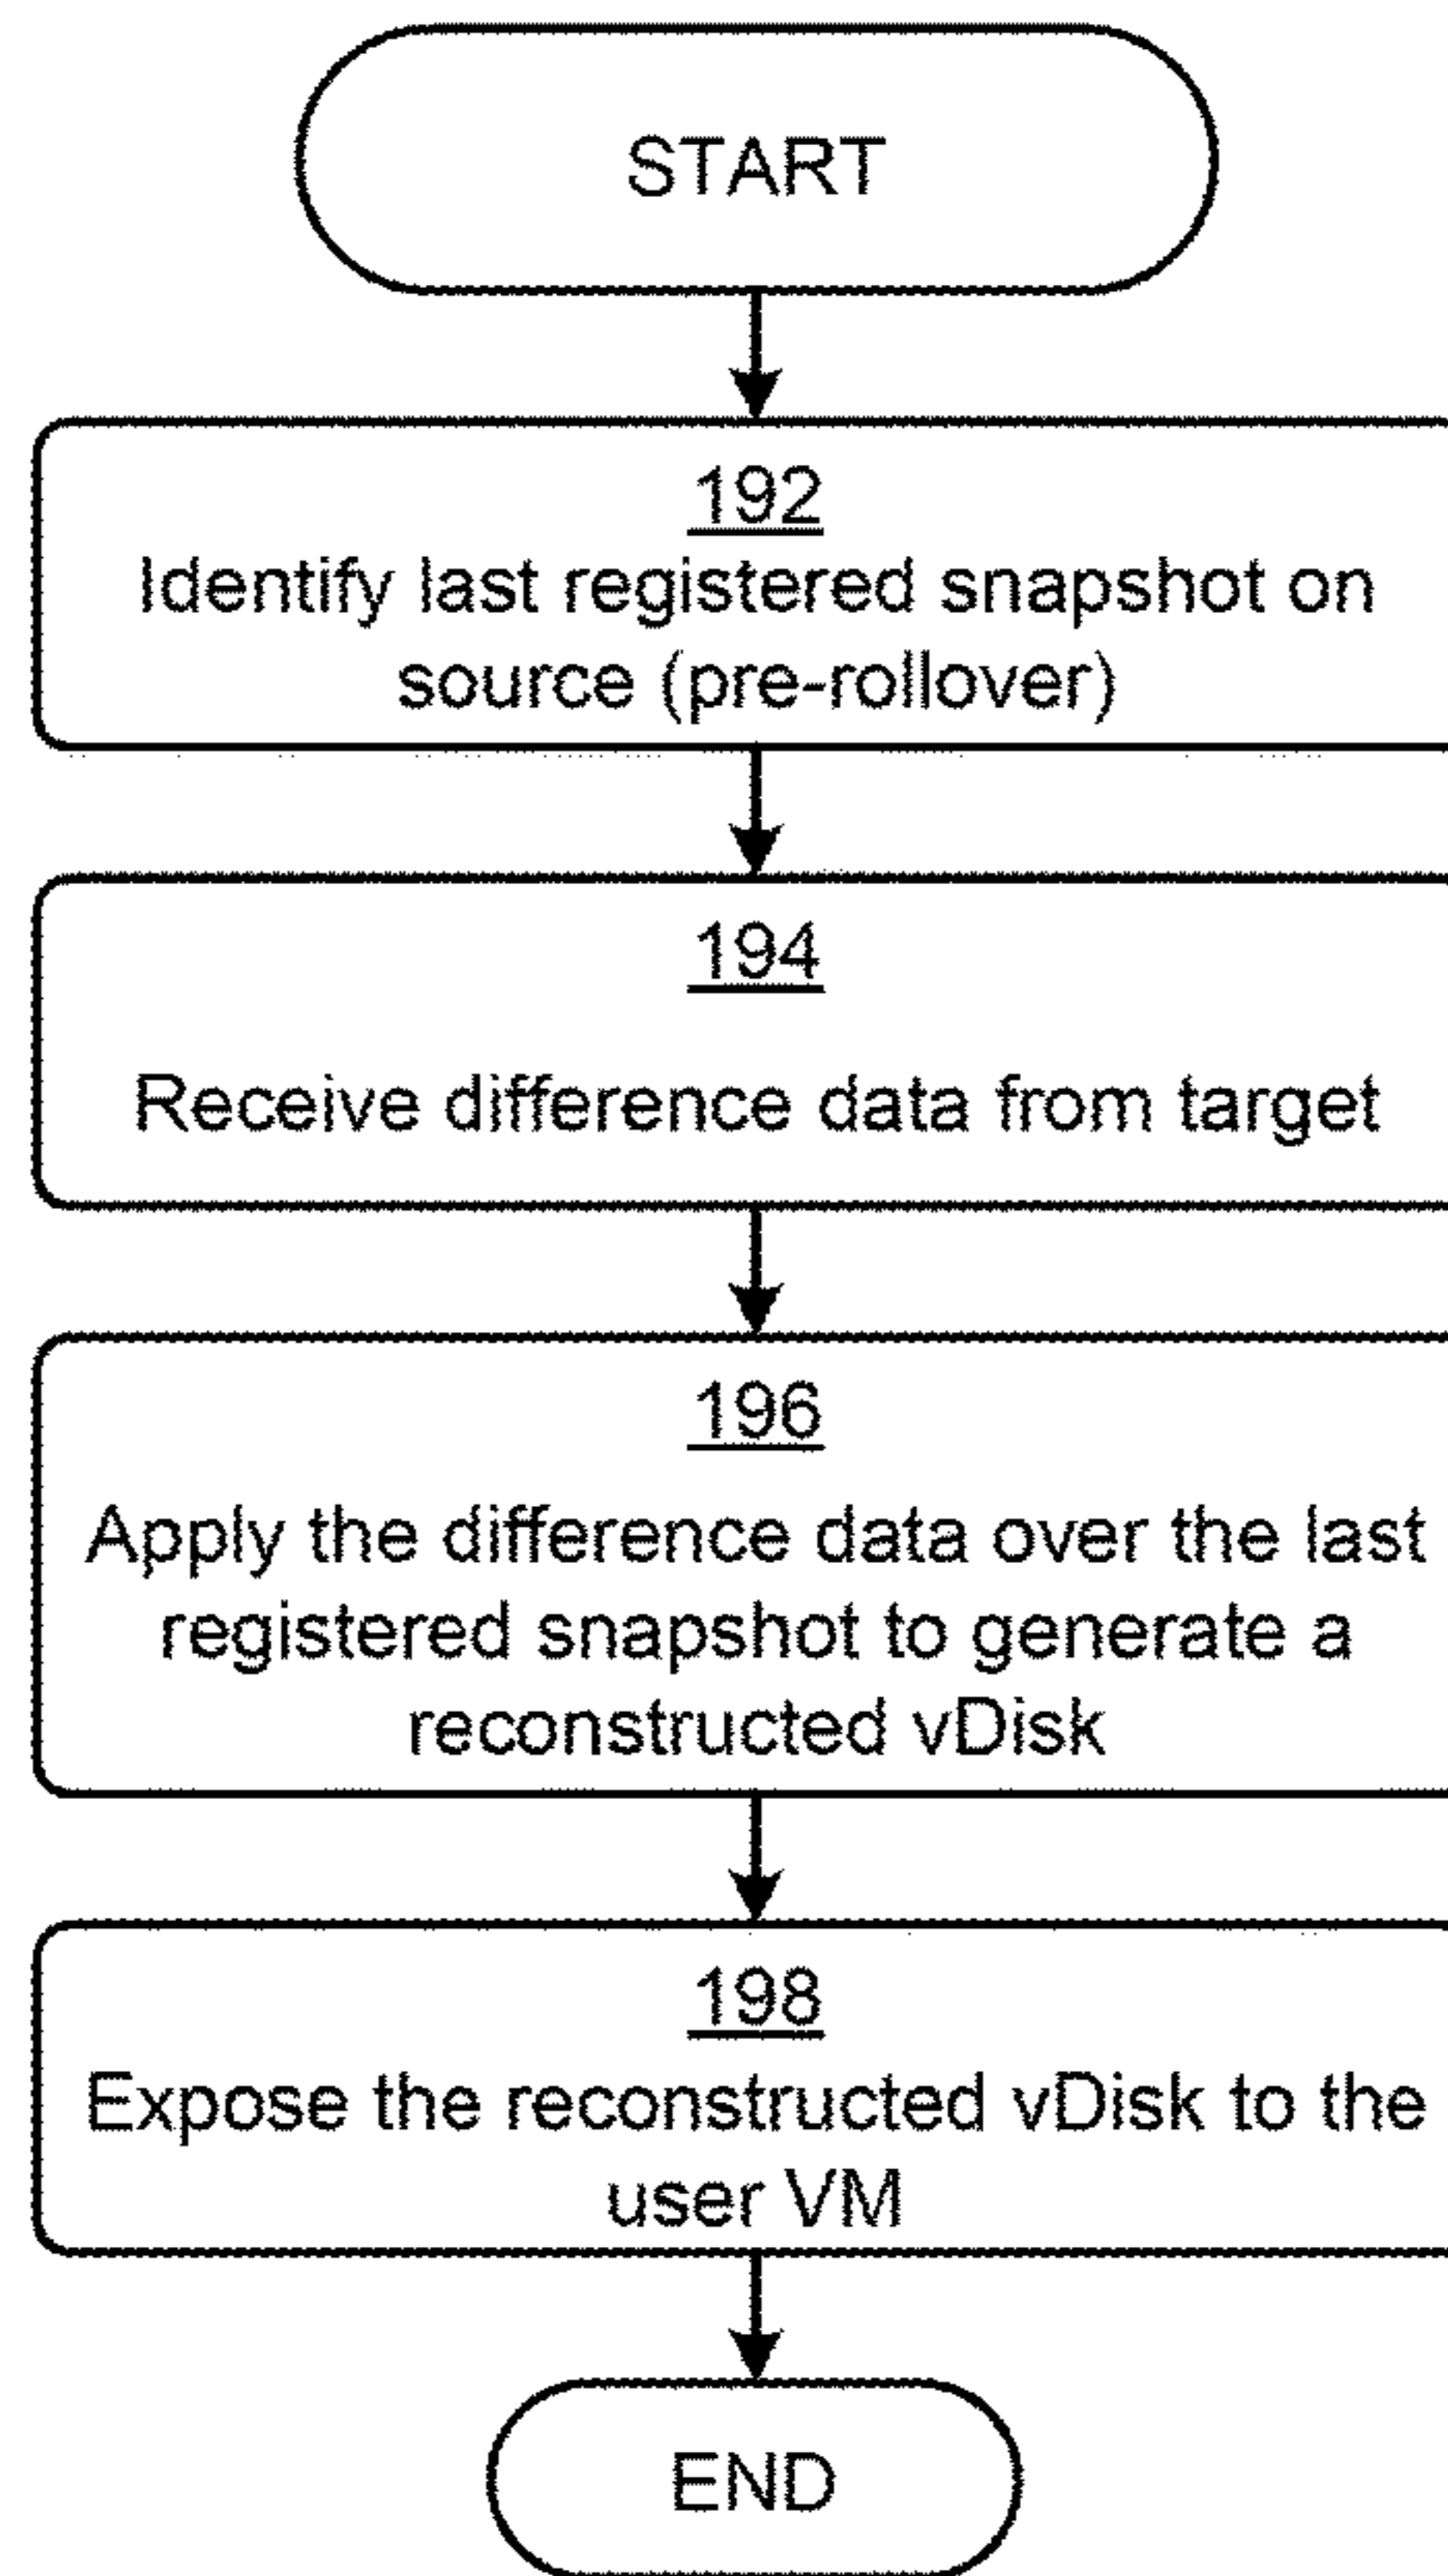 START
192
Identify last registered snapshot on
source (pre-rollover)
194
Receive difference data from target
196
Apply the difference data over the last
registered snapshot to generate a
reconstructed vDisk
198
Expose the reconstructed vDisk to the
user VM
END